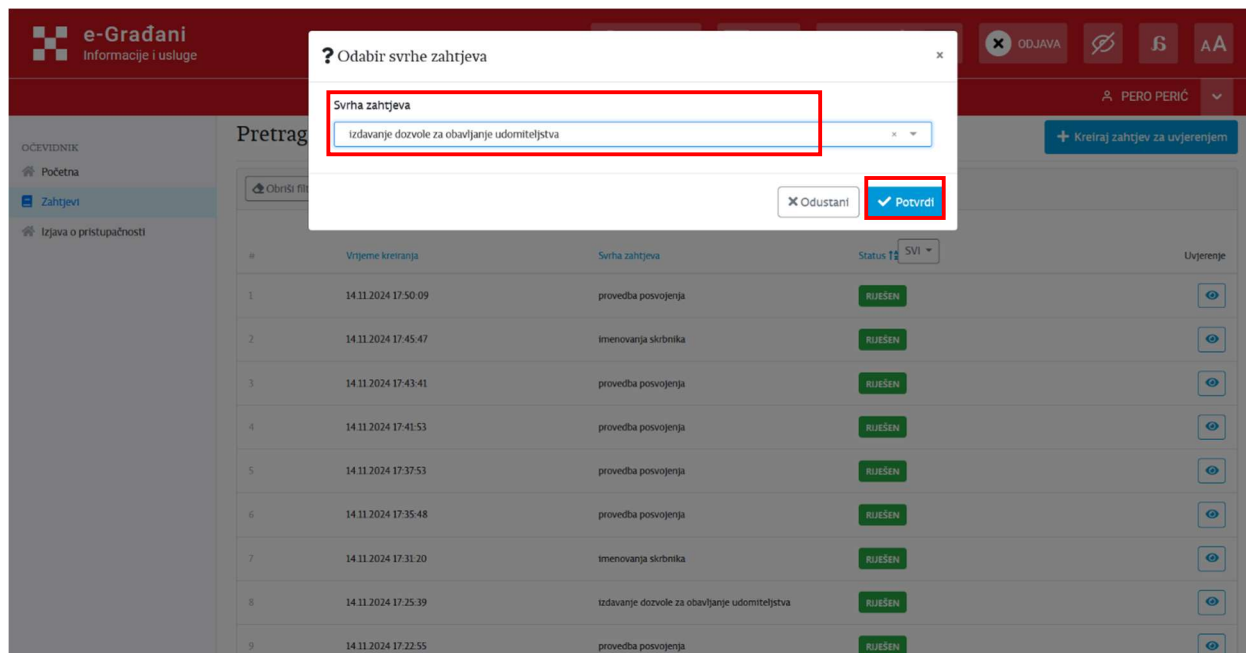 e-Građani
Informacije i usluge
ODJAVA
AA
PERO PERIĆ
? Odabir svrhe zahtjeva
×
Svrha zahtjeva
izdavanje dozvole za obavljanje udomiteljstva
×
Odustani
Potvrdi
OČEVIDNIK
Početna
Zahtjevi
Izjava o pristupačnosti
Pretrag
+ Kreiraj zahtjev za uvjerenjem
Obriši filt
# Vrijeme kreiranja Svrha zahtjeva Status SVI Uvjerenje
1 14.11.2024 17:50:09 provedba posvojenja RIJEŠEN
2 14.11.2024 17:45:47 imenovanja skrbnika RIJEŠEN
3 14.11.2024 17:43:41 provedba posvojenja RIJEŠEN
4 14.11.2024 17:41:53 provedba posvojenja RIJEŠEN
5 14.11.2024 17:37:53 provedba posvojenja RIJEŠEN
6 14.11.2024 17:35:48 provedba posvojenja RIJEŠEN
7 14.11.2024 17:31:20 imenovanja skrbnika RIJEŠEN
8 14.11.2024 17:25:39 izdavanje dozvole za obavljanje udomiteljstva RIJEŠEN
9 14.11.2024 17:22:55 provedba posvojenja RIJEŠEN